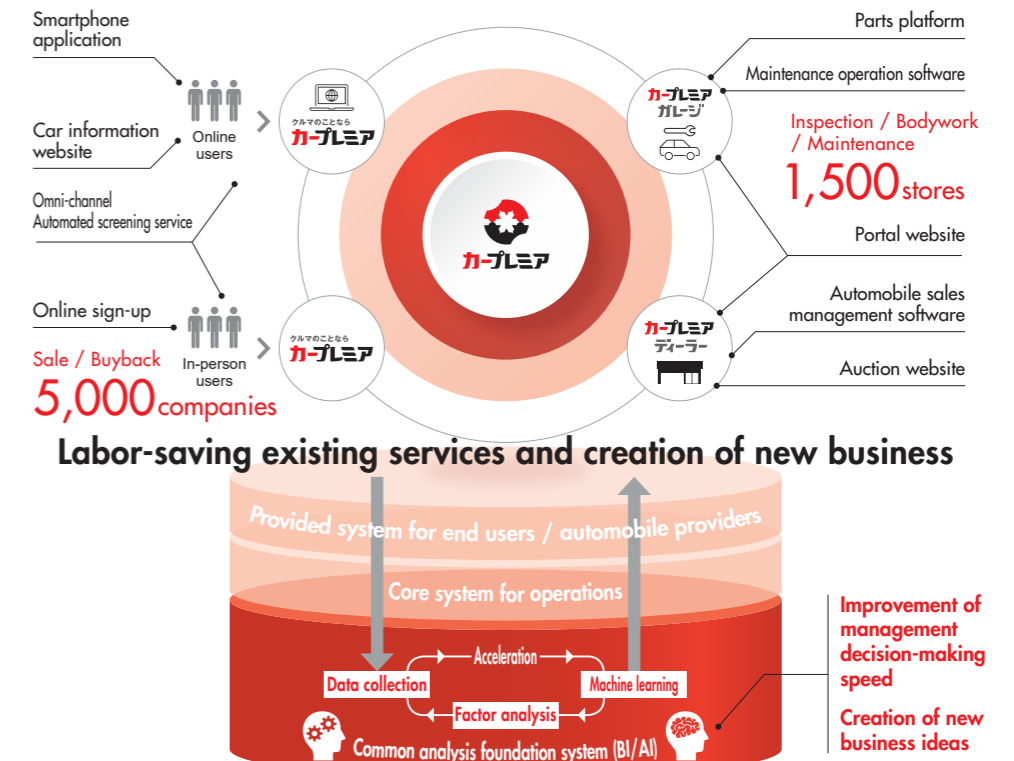 Smartphone
application
Car information
website
Omni-channel
Automated screening service
Online sign-up
Sale / Buyback
5,000 companies
Online
users
In-person
users
クルマのことなら
カープレミア
クルマのことなら
カープレミア
カープレミア
カープレミア
ガレージ
カープレミア
ディーラー
Parts platform
Maintenance operation software
Inspection / Bodywork
/ Maintenance
1,500 stores
Portal website
Automobile sales
management software
Auction website
Labor-saving existing services and creation of new business
Provided system for end users / automobile providers
Core system for operations
Acceleration
Data collection
Machine learning
Factor analysis
Common analysis foundation system (BI/AI)
Improvement of
management
decision-making
speed
Creation of new
business ideas